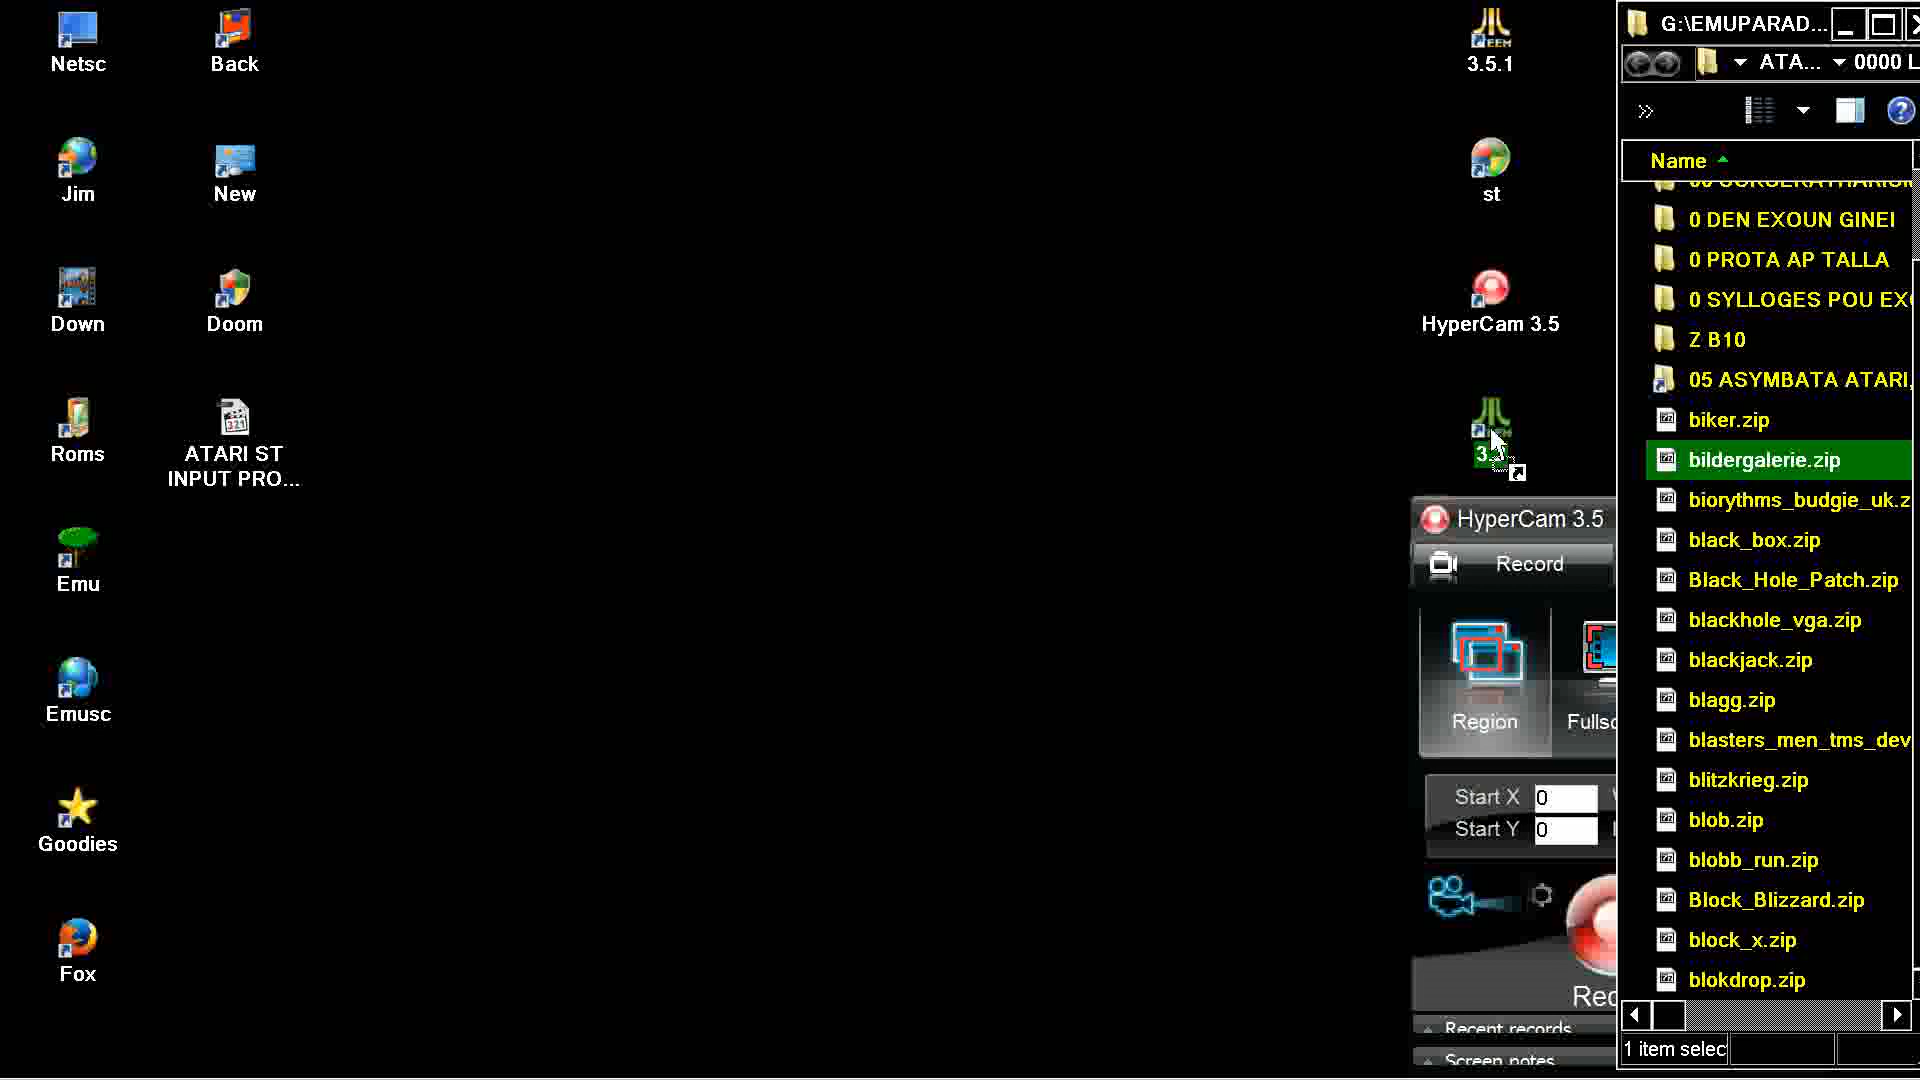 Netsc
Back
Jim
New
Down
Doom
Roms
ATARI ST
INPUT PRO...
Emu
Emusc
Goodies
Fox
3.5.1
st
HyperCam 3.5
HyperCam 3.5
Record
Region
Start X 0
Start Y 0
Recent records
Screen notes
G:\EMUPARAD...
ATA... 0000
Name
0 DEN EXOUN GINEI
0 PROTA AP TALLA
0 SYLLOGES POU
Z B10
05 ASYMBATA ATARI,
biker.zip
bildergalerie.zip
biorythms_budgie_uk.z
black_box.zip
Black_Hole_Patch.zip
blackhole_vga.zip
blackjack.zip
blagg.zip
blasters_men_tms_dev
blitzkrieg.zip
blob.zip
blobb_run.zip
Block_Blizzard.zip
block_x.zip
blokdrop.zip
1 item selec